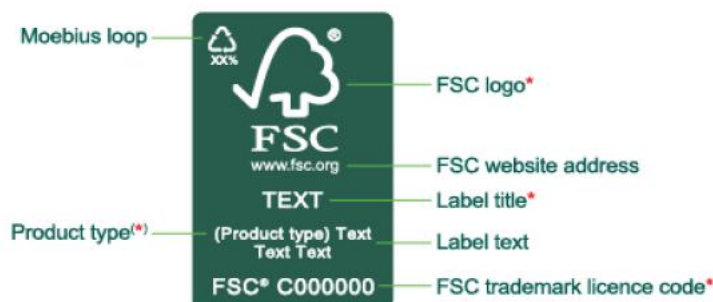 Moebius loop
XX%
®
FSC logo*
FSC
www.fsc.org
FSC website address
TEXT
Label title*
Product type(*)
(Product type) Text
Text Text
Label text
FSC® C000000
FSC trademark licence code*